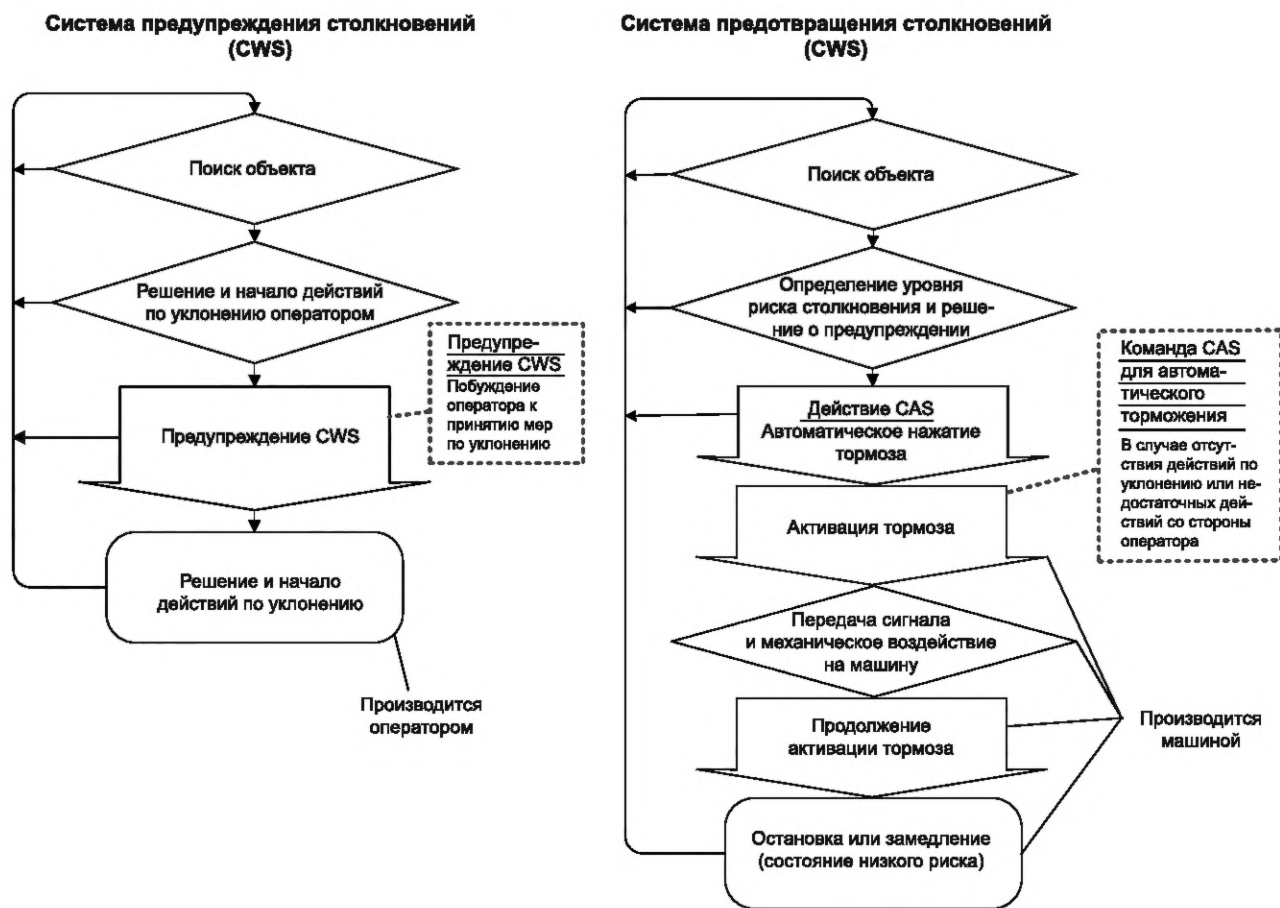 Система предупреждения столкновений
(CWS)
Поиск объекта
Решение и начало действий
по уклонению оператором
Предупре-
ждение CWS
Побуждение
оператора к
принятию мер
по уклонению
Предупреждение CWS
Решение и начало
действий по уклонению
Производится
оператором
Система предотвращения столкновений
(CWS)
Поиск объекта
Определение уровня
риска столкновения и реше-
ние о предупреждении
Команда CAS
для автома-
тического
торможения
В случае отсут-
ствия действий по
уклонению или не-
достаточных дей-
ствий со стороны
оператора
Действие CAS
Автоматическое нажатие
тормоза
Активация тормоза
Передача сигнала
и механическое воздействие
на машину
Продолжение
активации тормоза
Производится
машиной
Остановка или замедление
(состояние низкого риска)